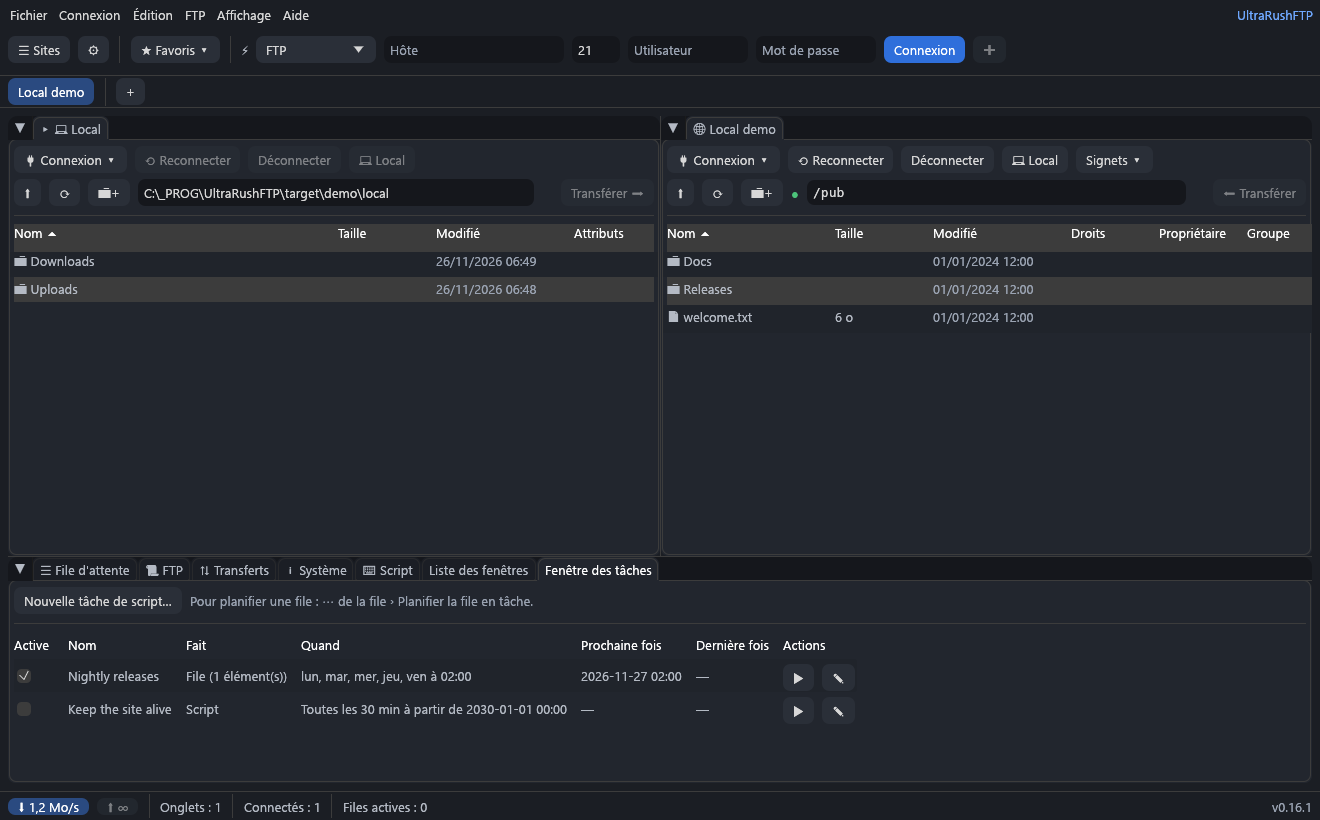 Fichier Connexion Édition FTP Affichage Aide UltraRushFTP
Sites Favoris FTP Hôte 21 Utilisateur Mot de passe Connexion +
Local demo +
Local
Connexion Reconnecter Déconnecter Local
C:\_PROG\UltraRushFTP\target\demo\local Transférer
Nom Taille Modifié Attributs
Downloads 26/11/2026 06:49
Uploads 26/11/2026 06:48
Local demo
Connexion Reconnecter Déconnecter Local Signets
/pub Transférer
Nom Taille Modifié Droits Propriétaire Groupe
Docs 01/01/2024 12:00
Releases 01/01/2024 12:00
welcome.txt 6 o 01/01/2024 12:00
File d'attente FTP Transferts Système Script Liste des fenêtres Fenêtre des tâches
Nouvelle tâche de script... Pour planifier une file : ··· de la file › Planifier la file en tâche.
Active Nom Fait Quand Prochaine fois Dernière fois Actions
Nightly releases File (1 élément(s)) lun, mar, mer, jeu, ven à 02:00 2026-11-27 02:00 —
Keep the site alive Script Toutes les 30 min à partir de 2030-01-01 00:00 — —
1,2 Mo/s ∞ Onglets : 1 Connectés : 1 Files actives : 0 v0.16.1